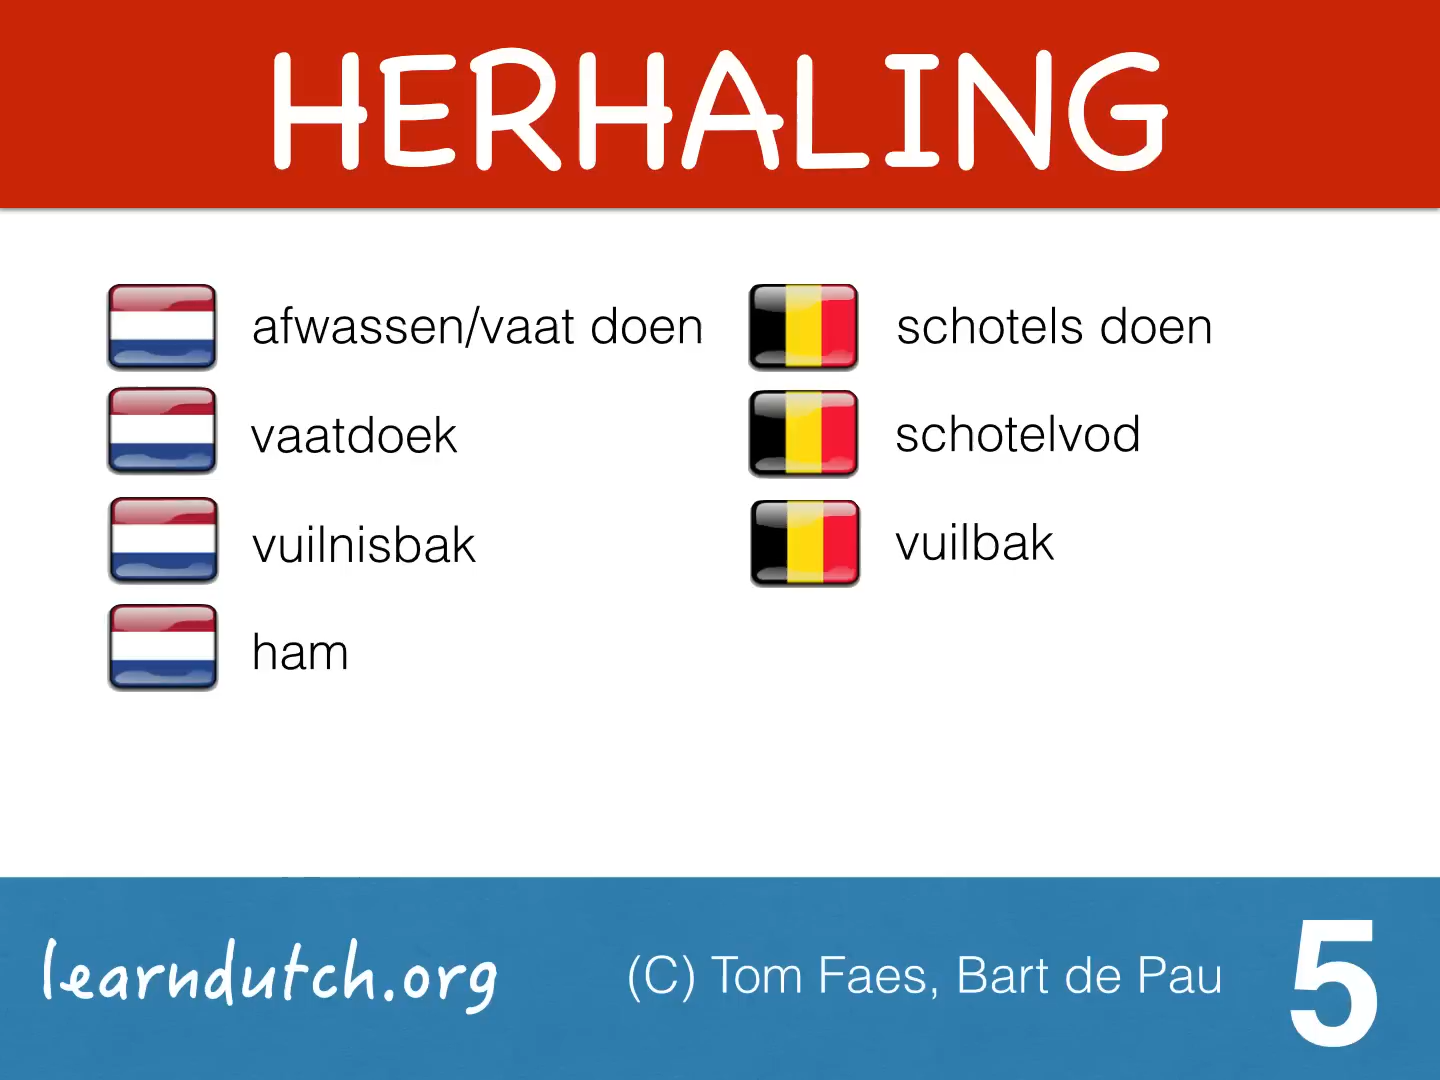 HERHALING
afwassen/vaat doen schotels doen
vaatdoek schotelvod
vuilnisbak vuilbak
ham
learndutch.org (C) Tom Faes, Bart de Pau 5